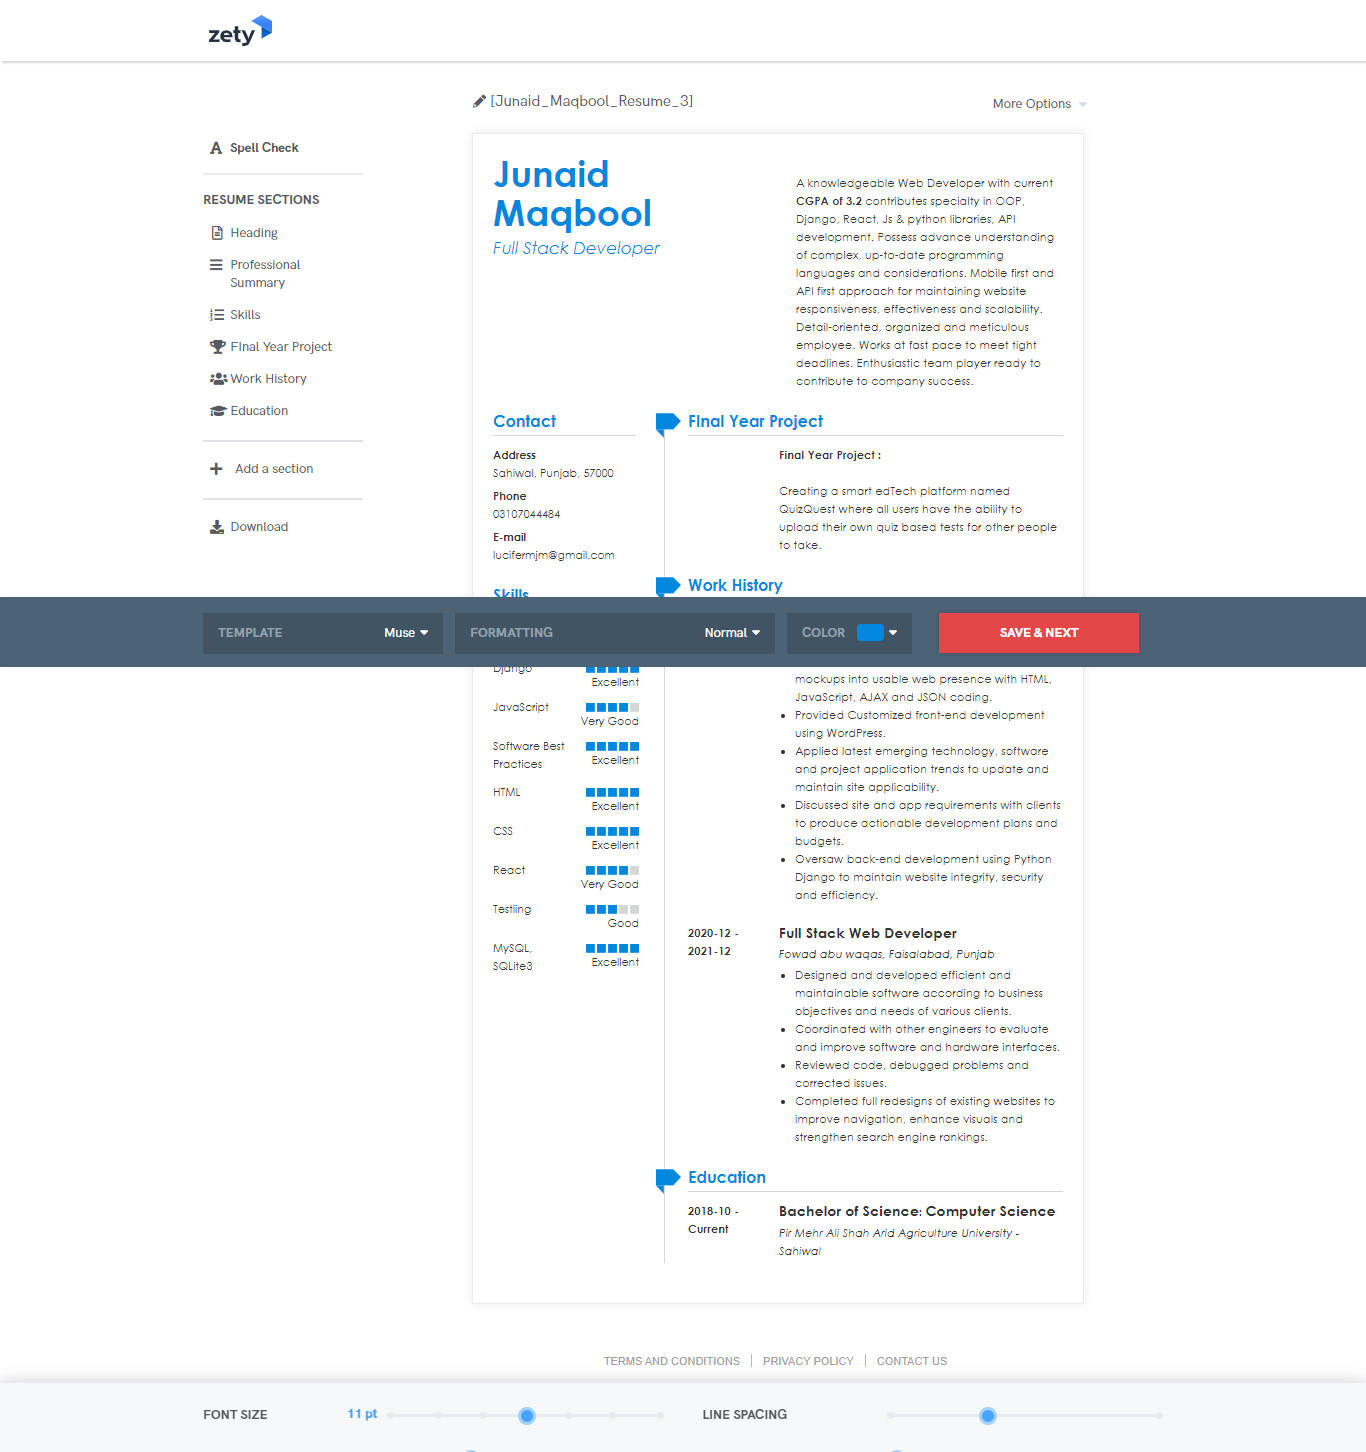 zety
[Junaid_Maqbool_Resume_3]
More Options
Spell Check
RESUME SECTIONS
Heading
Professional
Summary
Skills
FInal Year Project
Work History
Education
Add a section
Download
Junaid
Maqbool
Full Stack Developer
A knowledgeable Web Developer with current
CGPA of 3.2 contributes specialty in OOP,
Django, React, Js & python libraries, API
development. Possess advance understanding
of complex, up-to-date programming
languages and considerations. Mobile first and
API first approach for maintaining website
responsiveness, effectiveness and scalability.
Detail-oriented, organized and meticulous
employee. Works at fast pace to meet tight
deadlines. Enthusiastic team player ready to
contribute to company success.
Contact
Address
Sahiwal, Punjab, 57000
Phone
03107044484
E-mail
lucifermjm@gmail.com
Skills
FInal Year Project
Final Year Project :
Creating a smart edTech platform named
QuizQuest where all users have the ability to
upload their own quiz based tests for other people
to take.
Work History
TEMPLATE Muse
FORMATTING Normal
COLOR
SAVE & NEXT
Django
Excellent
JavaScript
Very Good
Software Best
Practices
Excellent
HTML
Excellent
CSS
Excellent
React
Very Good
Testiing
Good
MySQL,
SQLite3
Excellent
mockups into usable web presence with HTML,
JavaScript, AJAX and JSON coding.
• Provided Customized front-end development
using WordPress.
• Applied latest emerging technology, software
and project application trends to update and
maintain site applicability.
• Discussed site and app requirements with clients
to produce actionable development plans and
budgets.
• Oversaw back-end development using Python
Django to maintain website integrity, security
and efficiency.
2020-12 -
2021-12
Full Stack Web Developer
Fowad abu waqas, Faisalabad, Punjab
• Designed and developed efficient and
maintainable software according to business
objectives and needs of various clients.
• Coordinated with other engineers to evaluate
and improve software and hardware interfaces.
• Reviewed code, debugged problems and
corrected issues.
• Completed full redesigns of existing websites to
improve navigation, enhance visuals and
strengthen search engine rankings.
Education
2018-10 -
Current
Bachelor of Science: Computer Science
Pir Mehr Ali Shah Arid Agriculture University -
Sahiwal
TERMS AND CONDITIONS | PRIVACY POLICY | CONTACT US
FONT SIZE 11 pt
LINE SPACING